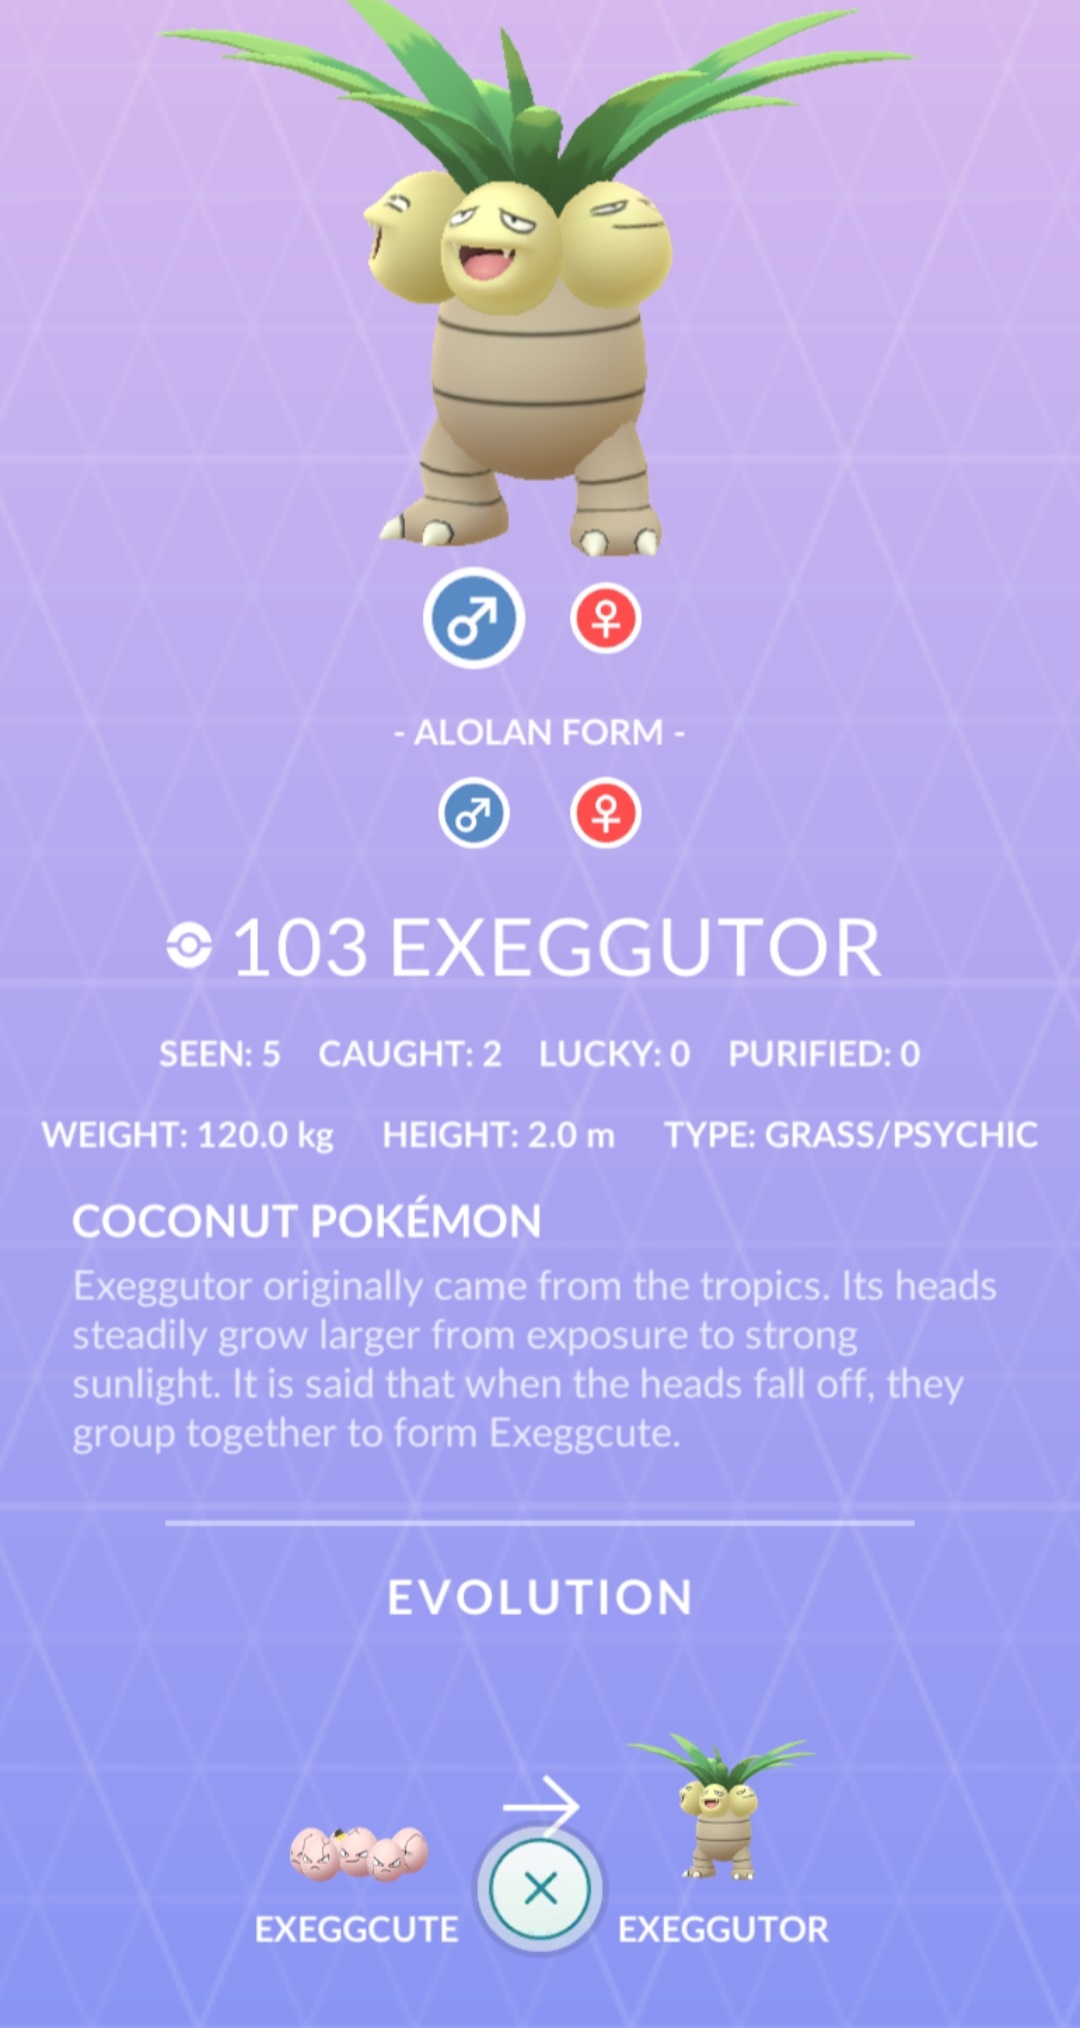 - ALOLAN FORM -
103 EXEGGUTOR
SEEN: 5 CAUGHT: 2 LUCKY: 0 PURIFIED: 0
WEIGHT: 120.0 kg HEIGHT: 2.0 m TYPE: GRASS/PSYCHIC
COCONUT POKÉMON
Exeggutor originally came from the tropics. Its heads
steadily grow larger from exposure to strong
sunlight. It is said that when the heads fall off, they
group together to form Exeggcute.
EVOLUTION
EXEGGCUTE EXEGGUTOR